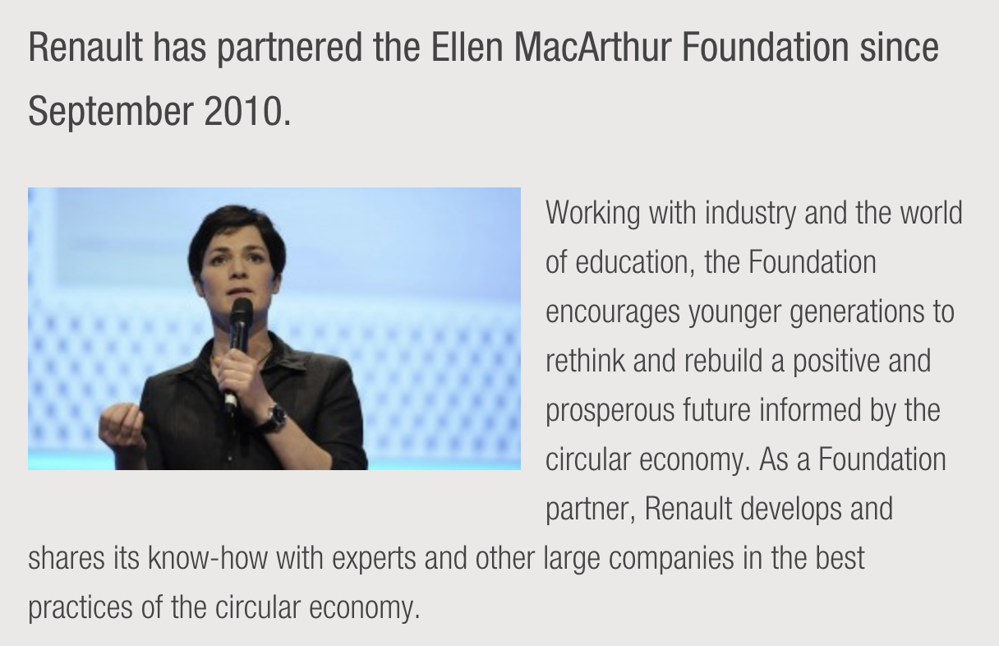 Renault has partnered the Ellen MacArthur Foundation since
September 2010.
Working with industry and the world
of education, the Foundation
encourages younger generations to
rethink and rebuild a positive and
prosperous future informed by the
circular economy. As a Foundation
partner, Renault develops and
shares its know-how with experts and other large companies in the best
practices of the circular economy.